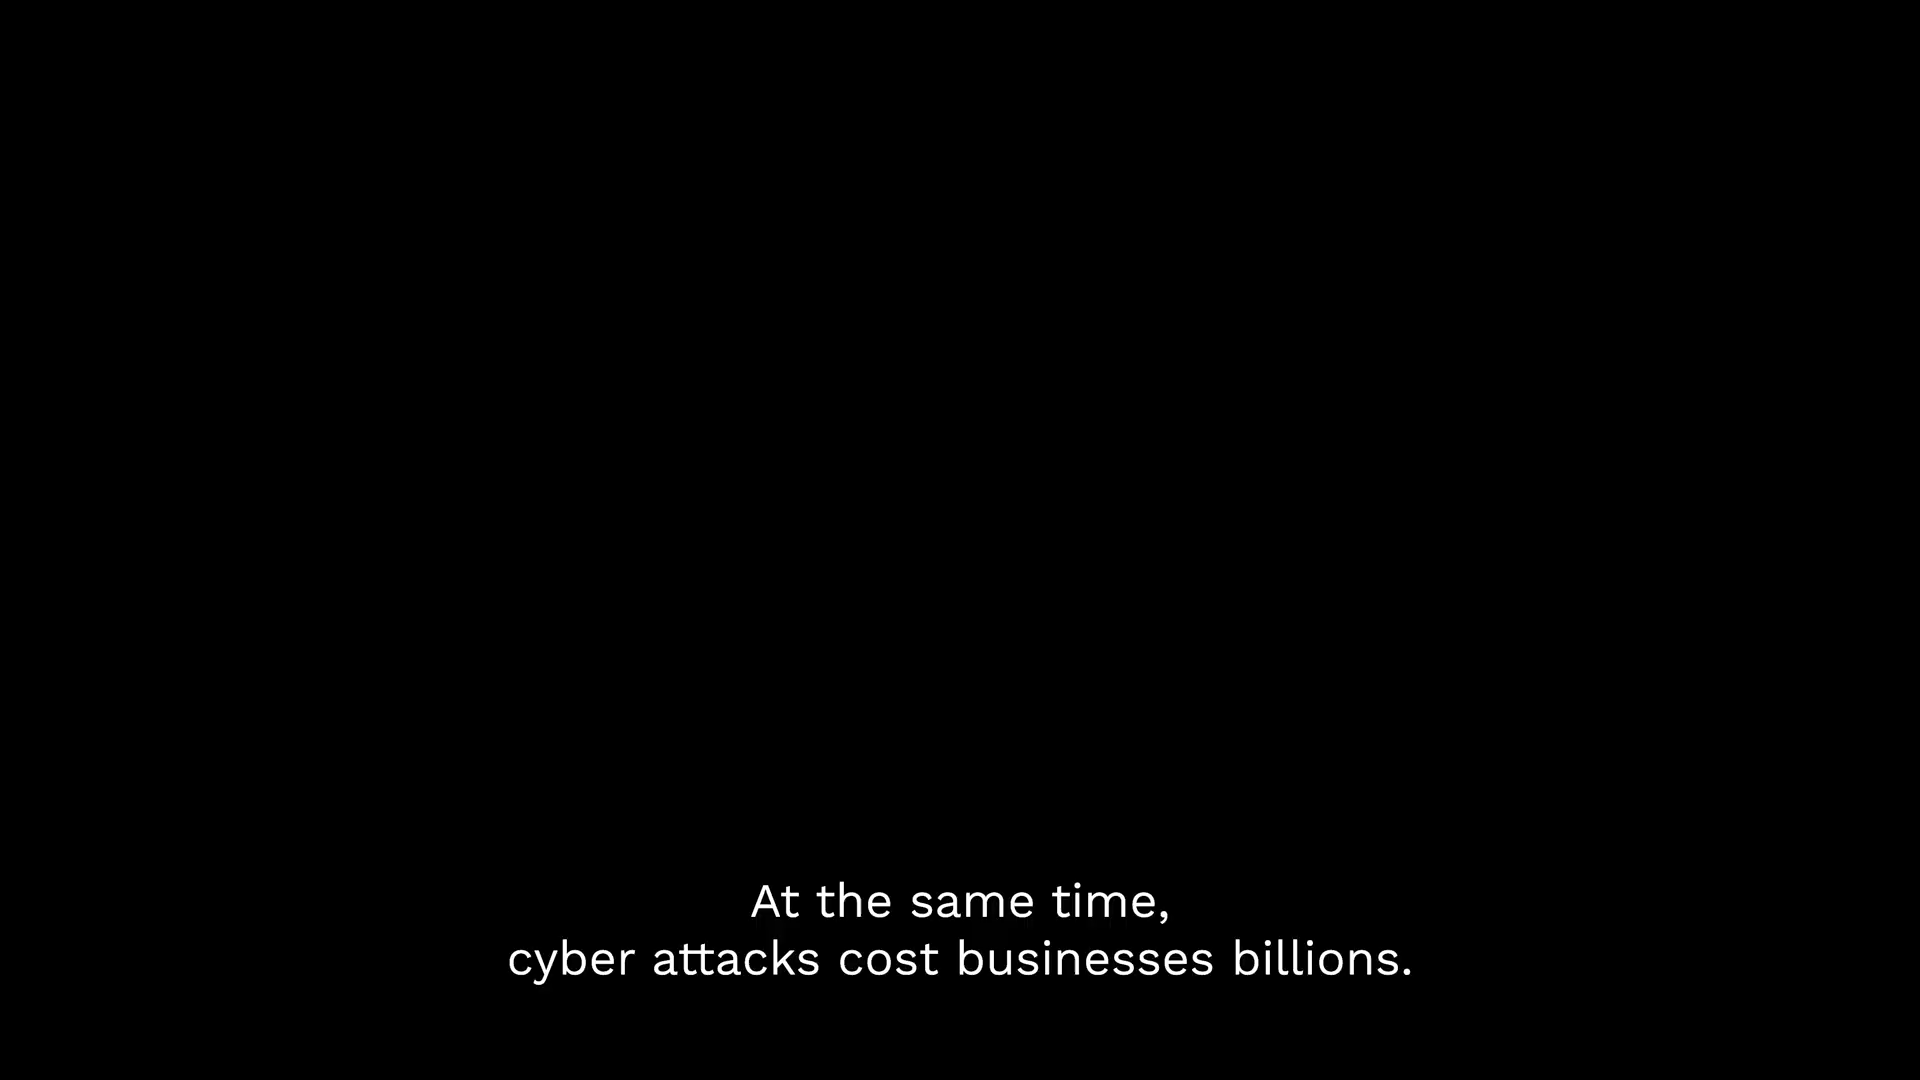 At the same time,
cyber attacks cost businesses billions.